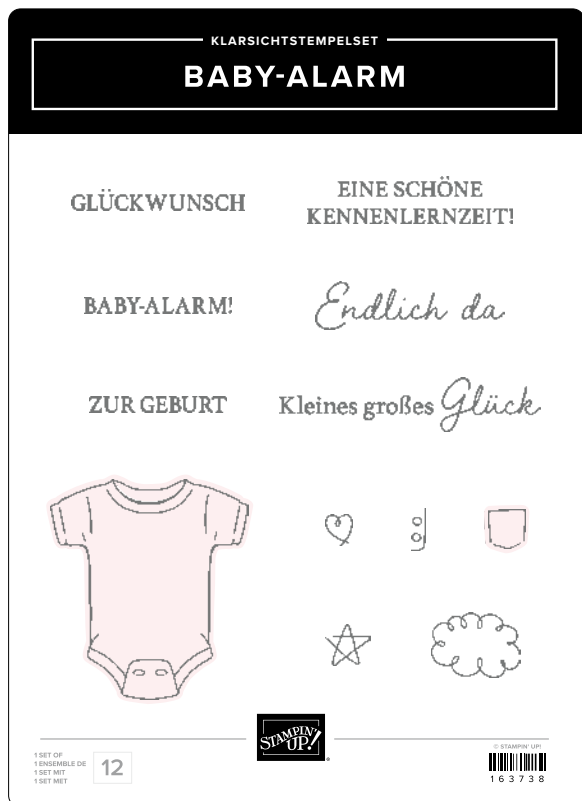 KLARSICHTSTEMPELSET
BABY-ALARM
GLÜCKWUNSCH
EINE SCHÖNE
KENNENLERNZEIT!
BABY-ALARM!
Endlich da
ZUR GEBURT
Kleines großes Glück
1 SET OF
1 ENSEMBLE DE
1 SET MIT
1 SET MET
12
STAMPIN' UP!®
© STAMPIN' UP!
163738